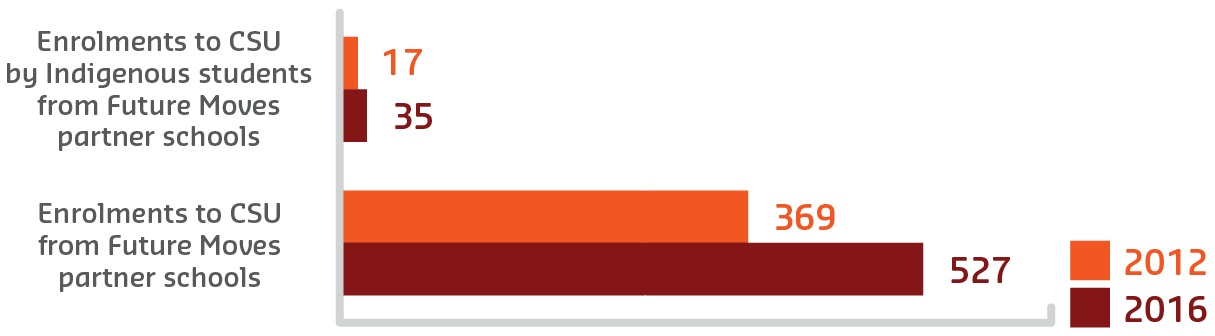 Enrolments to CSU
by Indigenous students
from Future Moves
partner schools
17
35
Enrolments to CSU
from Future Moves
partner schools
369
527
2012
2016